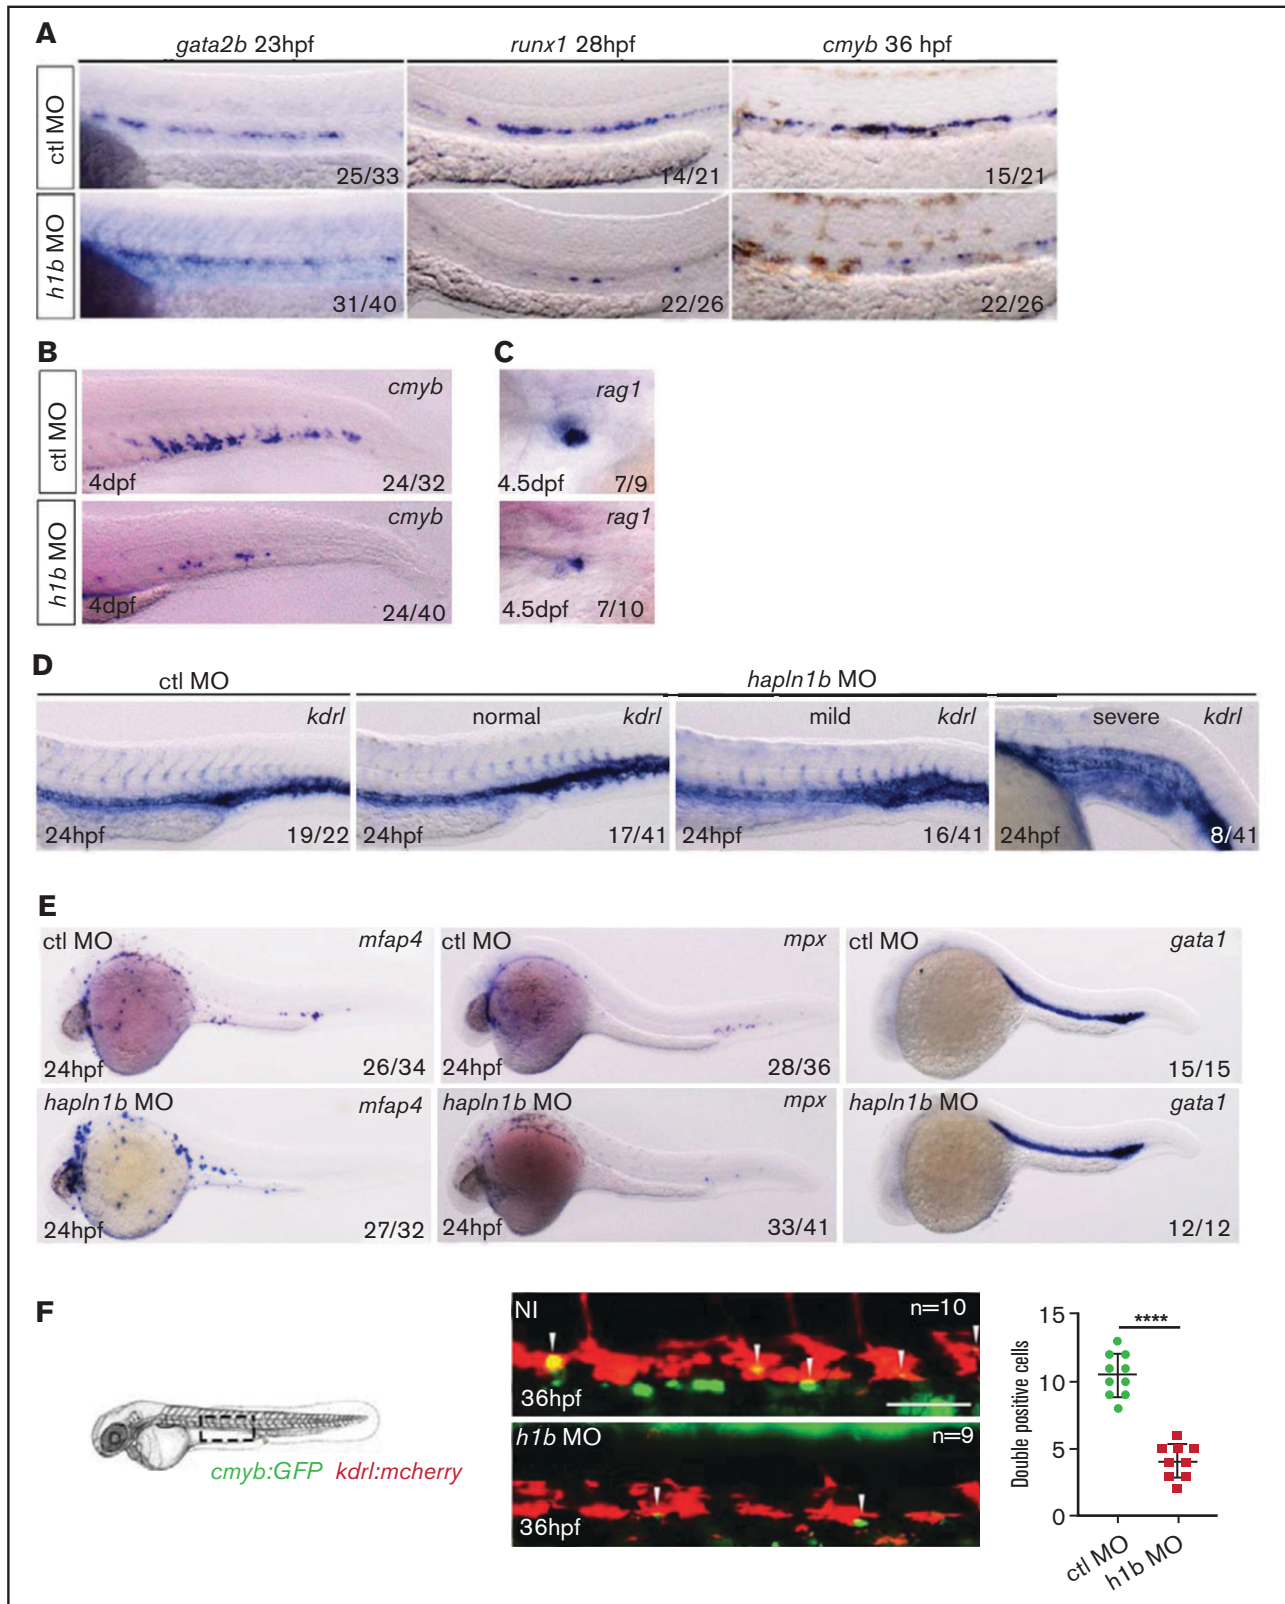 A
gata2b 23hpf
runx1 28hpf
cmyb 36 hpf
ctl MO
25/33
14/21
15/21
h1b MO
31/40
22/26
22/26
B
C
ctl MO
cmyb
4dpf
24/32
rag1
4.5dpf
7/9
h1b MO
cmyb
4dpf
24/40
rag1
4.5dpf
7/10
D
ctl MO
hapln1b MO
kdrl
24hpf
19/22
normal
kdrl
24hpf
17/41
mild
kdrl
24hpf
16/41
severe
kdrl
24hpf
8/41
E
ctl MO
mfap4
24hpf
26/34
ctl MO
mpx
24hpf
28/36
ctl MO
gata1
15/15
hapln1b MO
mfap4
24hpf
27/32
hapln1b MO
mpx
24hpf
33/41
hapln1b MO
gata1
12/12
F
cmyb:GFP kdrl:mcherry
NI
n=10
36hpf
h1b MO
n=9
36hpf
Double positive cells
15
10
5
0
****
ctl MO
h1b MO